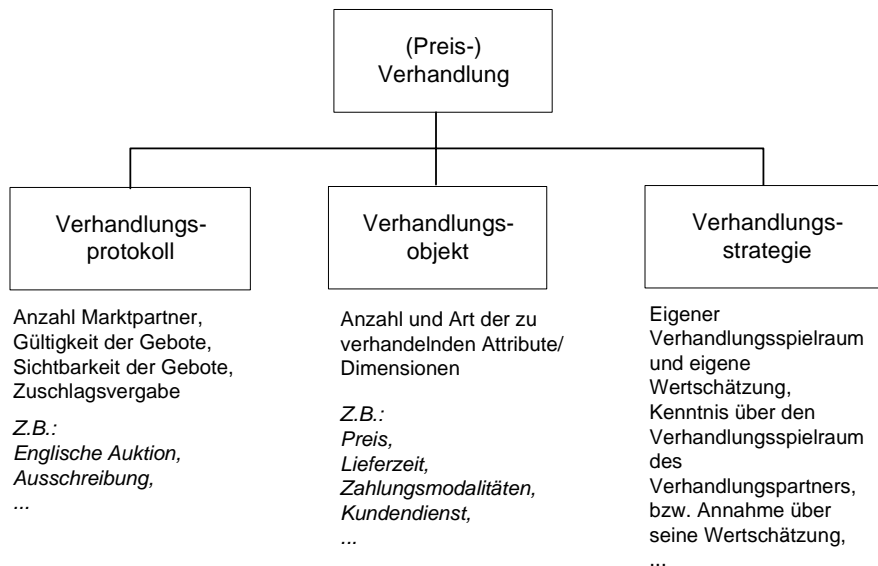 (Preis-)
Verhandlung
Verhandlungs-
protokoll
Anzahl Marktpartner,
Gültigkeit der Gebote,
Sichtbarkeit der Gebote,
Zuschlagsvergabe
Z.B.:
Englische Auktion,
Ausschreibung,
...
Verhandlungs-
objekt
Anzahl und Art der zu
verhandelnden Attribute/
Dimensionen
Z.B.:
Preis,
Lieferzeit,
Zahlungsmodalitäten,
Kundendienst,
...
Verhandlungs-
strategie
Eigener
Verhandlungsspielraum
und eigene
Wertschätzung,
Kenntnis über den
Verhandlungsspielraum
des
Verhandlungspartners,
bzw. Annahme über
seine Wertschätzung,
...